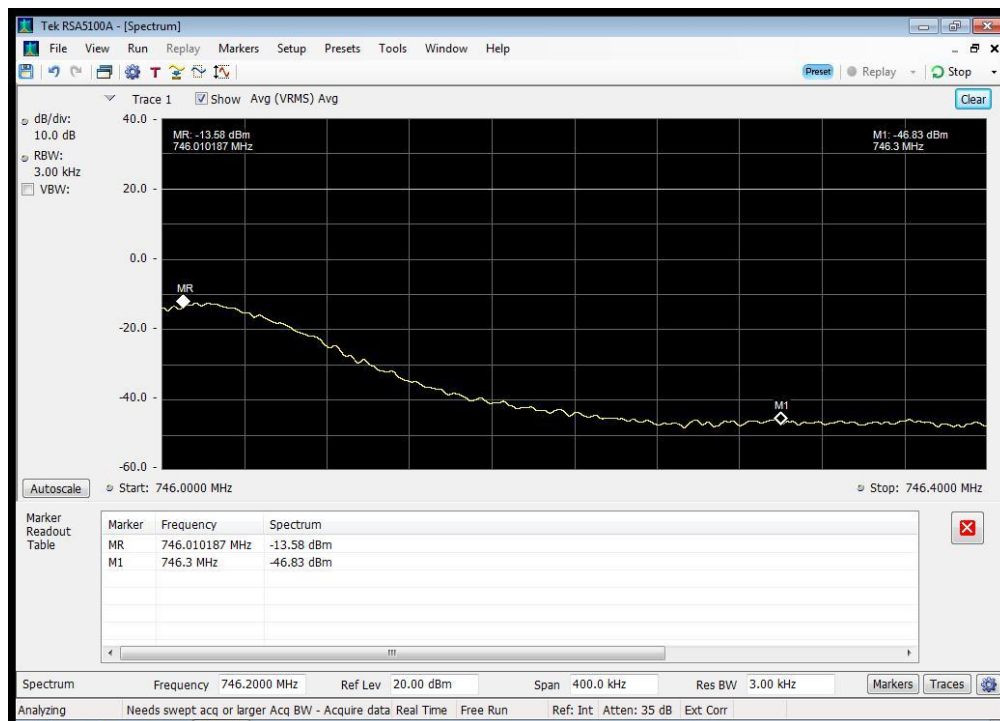 Tek RSA5100A - [Spectrum]
File View Run Replay Markers Setup Presets Tools Window Help
T Preset Replay Stop
Trace 1 Show Avg (VRMS) Avg Clear
dB/div: 40.0
10.0 dB
MR: -13.58 dBm M1: -46.83 dBm
746.010187 MHz 746.3 MHz
RBW:
3.00 kHz
VBW: 20.0
0.0
MR
-20.0
-40.0
M1
-60.0
Autoscale Start: 746.0000 MHz Stop: 746.4000 MHz
Marker
Readout
Table
Marker Frequency Spectrum
MR 746.010187 MHz -13.58 dBm
M1 746.3 MHz -46.83 dBm
Spectrum Frequency 746.2000 MHz Ref Lev 20.00 dBm Span 400.0 kHz Res BW 3.00 kHz Markers Traces
Analyzing Needs swept acq or larger Acq BW - Acquire data Real Time Free Run Ref: Int Atten: 35 dB Ext Corr